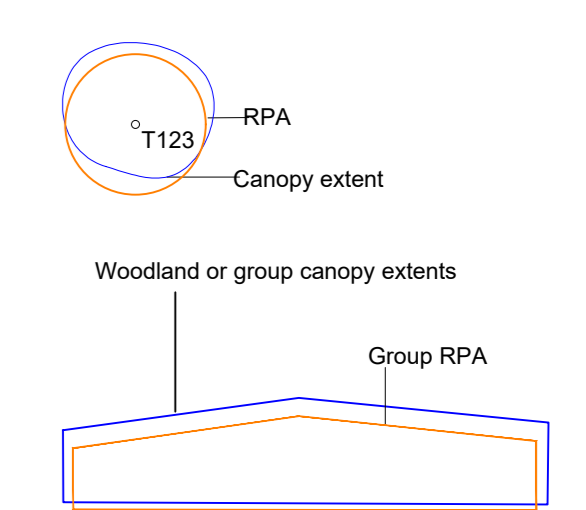 RPA
T123
Canopy extent
Woodland or group canopy extents
Group RPA